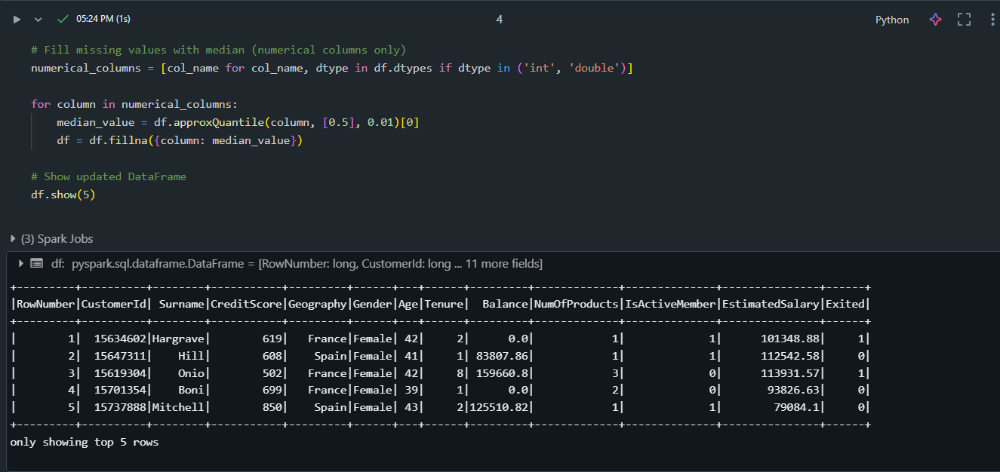 05:24 PM (1s) 4 Python
# Fill missing values with median (numerical columns only)
numerical_columns = [col_name for col_name, dtype in df.dtypes if dtype in ('int', 'double')]
for column in numerical_columns:
    median_value = df.approxQuantile(column, [0.5], 0.01)[0]
    df = df.fillna({column: median_value})
# Show updated DataFrame
df.show(5)
(3) Spark Jobs
df: pyspark.sql.dataframe.DataFrame = [RowNumber: long, CustomerId: long ... 11 more fields]
+---------+----------+--------+-----------+---------+------+---+------+---------+-------------+--------------+---------------+------+
|RowNumber|CustomerId| Surname|CreditScore|Geography|Gender|Age|Tenure|  Balance|NumOfProducts|IsActiveMember|EstimatedSalary|Exited|
+---------+----------+--------+-----------+---------+------+---+------+---------+-------------+--------------+---------------+------+
|        1|  15634602|Hargrave|        619|   France|Female| 42|     2|      0.0|            1|             1|      101348.88|     1|
|        2|  15647311|    Hill|        608|    Spain|Female| 41|     1| 83807.86|            1|             1|      112542.58|     0|
|        3|  15619304|    Onio|        502|   France|Female| 42|     8| 159660.8|            3|             0|      113931.57|     1|
|        4|  15701354|    Boni|        699|   France|Female| 39|     1|      0.0|            2|             0|       93826.63|     0|
|        5|  15737888|Mitchell|        850|    Spain|Female| 43|     2|125510.82|            1|             1|        79084.1|     0|
+---------+----------+--------+-----------+---------+------+---+------+---------+-------------+--------------+---------------+------+
only showing top 5 rows